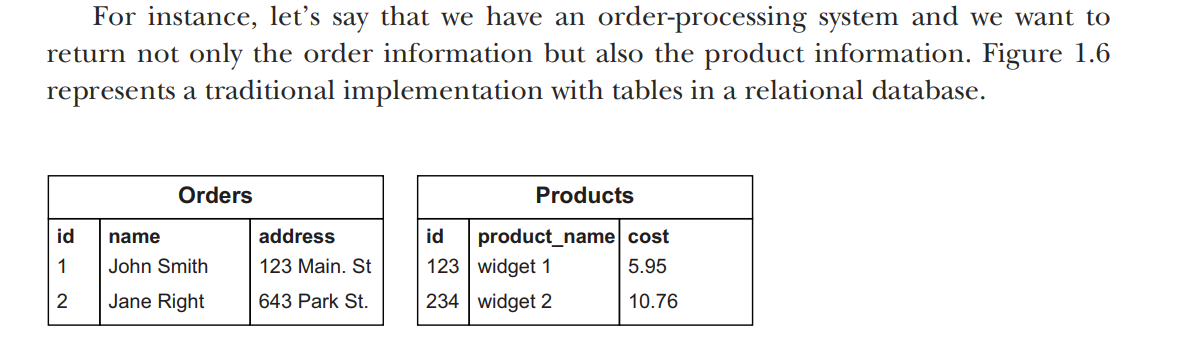 For instance, let’s say that we have an order-processing system and we want to
return not only the order information but also the product information. Figure 1.6
represents a traditional implementation with tables in a relational database.
Orders
id name address
1 John Smith 123 Main. St
2 Jane Right 643 Park St.
Products
id product_name cost
123 widget 1 5.95
234 widget 2 10.76